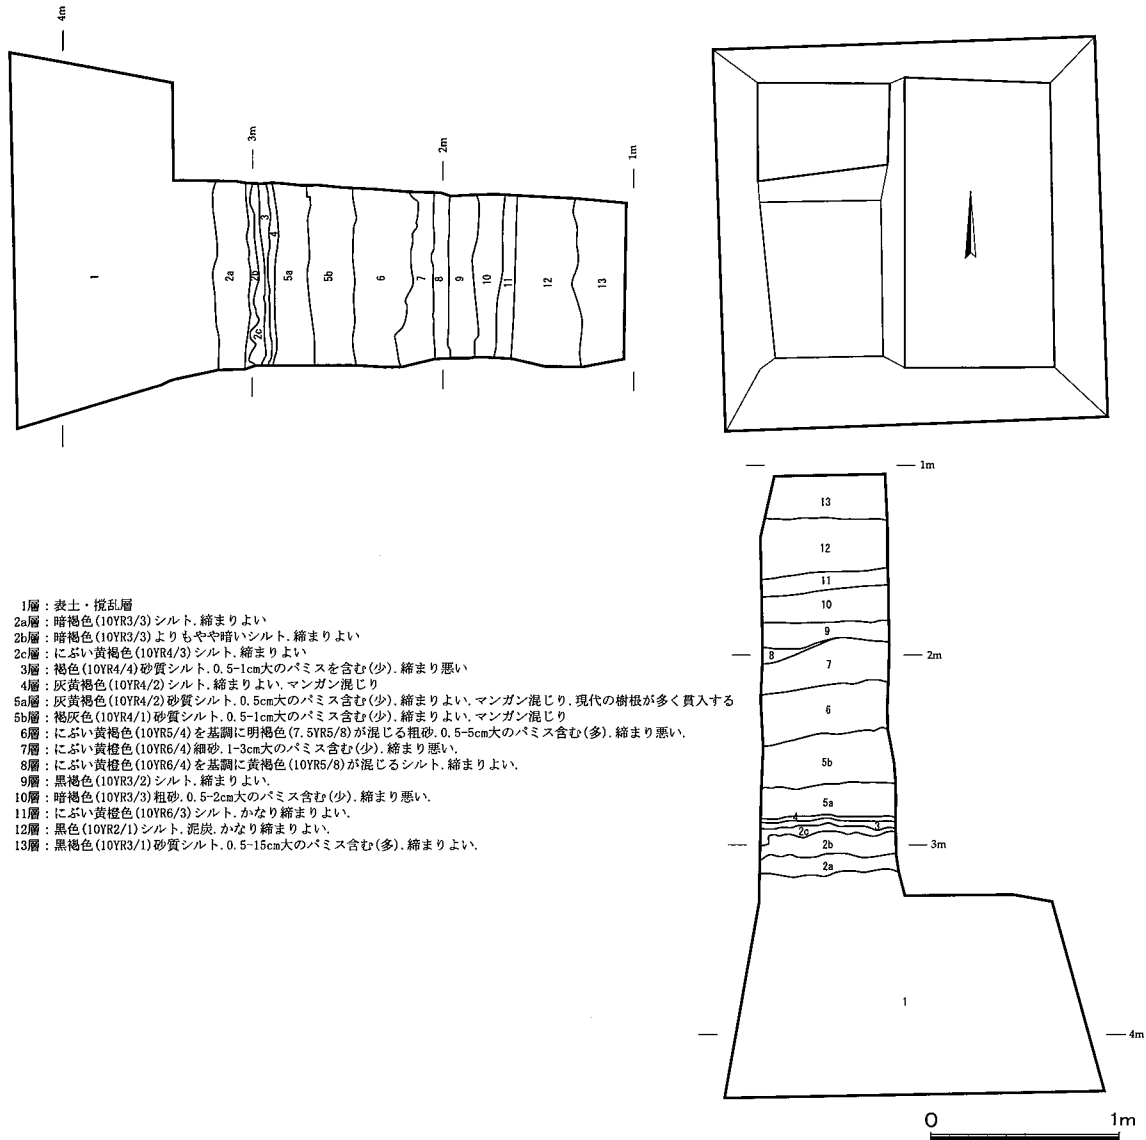 4m
3m
2m
1m
1
2a
2b
2c
3
4
5a
5b
6
7
8
9
10
11
12
13
1m
13
12
11
10
9
8
7
2m
6
5b
5a
4
3
2c
2b
3m
2a
1
4m
0 1m
1層：表土・撹乱層
2a層：暗褐色(10YR3/3)シルト.締まりよい
2b層：暗褐色(10YR3/3)よりもやや暗いシルト.締まりよい
2c層：にぶい黄褐色(10YR4/3)シルト.締まりよい
3層：褐色(10YR4/4)砂質シルト.0.5-1cm大のパミスを含む(少).締まり悪い
4層：灰黄褐色(10YR4/2)シルト.締まりよい.マンガン混じり
5a層：灰黄褐色(10YR4/2)砂質シルト.0.5cm大のパミス含む(少).締まりよい.マンガン混じり.現代の樹根が多く貫入する
5b層：褐灰色(10YR4/1)砂質シルト.0.5-1cm大のパミス含む(少).締まりよい.マンガン混じり
6層：にぶい黄褐色(10YR5/4)を基調に明褐色(7.5YR5/8)が混じる粗砂.0.5-5cm大のパミス含む(多).締まり悪い.
7層：にぶい黄橙色(10YR6/4)細砂.1-3cm大のパミス含む(少).締まり悪い.
8層：にぶい黄橙色(10YR6/4)を基調に黄褐色(10YR5/8)が混じるシルト.締まりよい.
9層：黒褐色(10YR3/2)シルト.締まりよい.
10層：暗褐色(10YR3/3)粗砂.0.5-2cm大のパミス含む(少).締まり悪い.
11層：にぶい黄橙色(10YR6/3)シルト.かなり締まりよい.
12層：黒色(10YR2/1)シルト.泥炭.かなり締まりよい.
13層：黒褐色(10YR3/1)砂質シルト.0.5-15cm大のパミス含む(多).締まりよい.